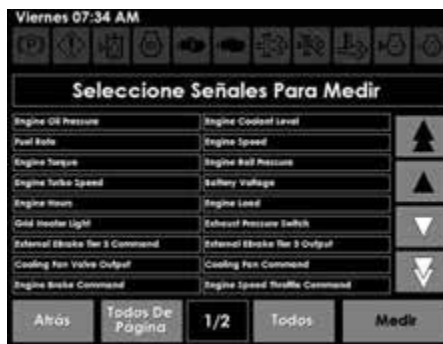 Viernes 07:34 AM
Seleccione Señales Para Medir
Engine Oil Pressure
Engine Coolant Level
Fuel Rate
Engine Speed
Engine Torque
Engine Rail Pressure
Engine Turbo Speed
Battery Voltage
Engine Hours
Engine Load
Grid Heater Light
Exhaust Pressure Switch
External Ebrake Tier 3 Command
External Ebrake Tier 3 Output
Cooling Fan Valve Output
Cooling Fan Command
Engine Brake Command
Engine Speed Throttle Command
Atrás
Todos De Página
1/2
Todos
Medir